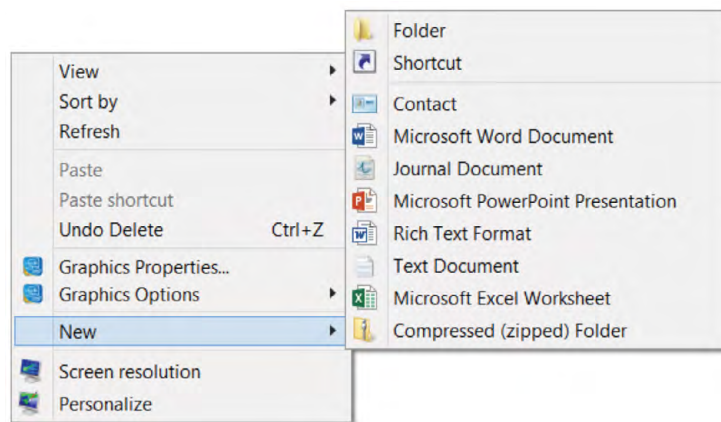 View
Sort by
Refresh
Paste
Paste shortcut
Undo Delete Ctrl+Z
Graphics Properties...
Graphics Options
New
Screen resolution
Personalize
Folder
Shortcut
Contact
Microsoft Word Document
Journal Document
Microsoft PowerPoint Presentation
Rich Text Format
Text Document
Microsoft Excel Worksheet
Compressed (zipped) Folder